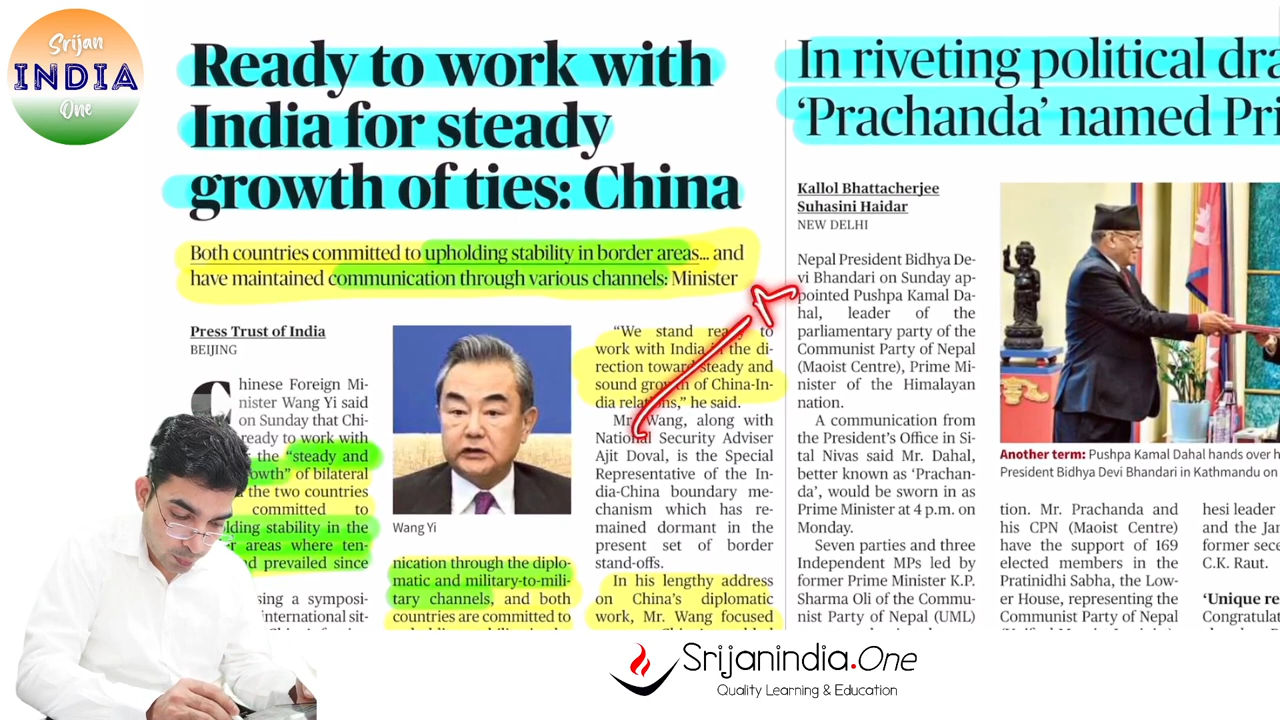 Srijan
INDIA
One
Ready to work with
India for steady
growth of ties: China
Both countries committed to upholding stability in border areas... and
have maintained communication through various channels: Minister
Press Trust of India
BEIJING
Chinese Foreign Mi-
nister Wang Yi said
on Sunday that Chi-
ready to work with
the “steady and
of bilateral
the two countries
committed to
stability in the
areas where ten-
prevailed since
a symposi-
international sit-
Wang Yi
nication through the diplo-
matic and military-to-mili-
tary channels, and both
countries are committed to
“We stand ready to
work with India in the di-
rection toward steady and
sound growth of China-In-
dia relations,” he said.
Mr. Wang, along with
National Security Adviser
Ajit Doval, is the Special
Representative of the In-
dia-China boundary me-
chanism which has re-
mained dormant in the
present set of border
stand-offs.
In his lengthy address
on China’s diplomatic
work, Mr. Wang focused
In riveting political dra
‘Prachanda’ named Pri
Kallol Bhattacherjee
Suhasini Haidar
NEW DELHI
Nepal President Bidhya De-
vi Bhandari on Sunday ap-
pointed Pushpa Kamal Da-
hal, leader of the
parliamentary party of the
Communist Party of Nepal
(Maoist Centre), Prime Mi-
nister of the Himalayan
nation.
A communication from
the President’s Office in Si-
tal Nivas said Mr. Dahal,
better known as ‘Prachan-
da’, would be sworn in as
Prime Minister at 4 p.m. on
Monday.
Seven parties and three
Independent MPs led by
former Prime Minister K.P.
Sharma Oli of the Commu-
nist Party of Nepal (UML)
Another term: Pushpa Kamal Dahal hands over h
President Bidhya Devi Bhandari in Kathmandu on
tion. Mr. Prachanda and
his CPN (Maoist Centre)
have the support of 169
elected members in the
Pratinidhi Sabha, the Low-
er House, representing the
Communist Party of Nepal
hesi leader
and the Jan
former sece
C.K. Raut.
‘Unique re
Congratulat
Srijanindia.One
Quality Learning & Education